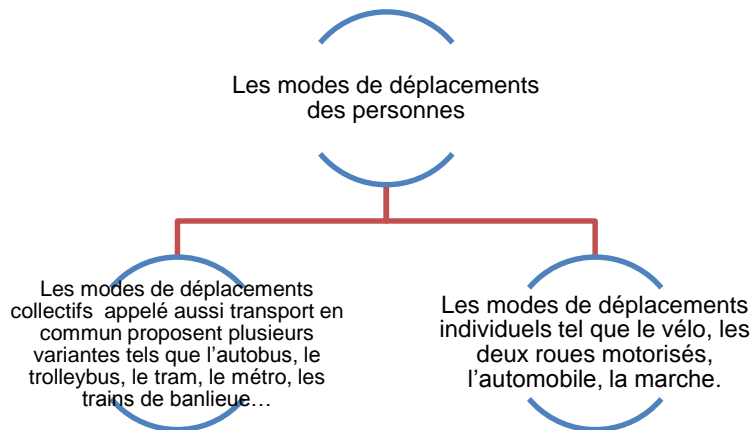 Les modes de déplacements
des personnes
Les modes de déplacements
collectifs appelé aussi transport en
commun proposent plusieurs
variantes tels que l'autobus, le
trolleybus, le tram, le métro, les
trains de banlieue…
Les modes de déplacements
individuels tel que le vélo, les
deux roues motorisés,
l'automobile, la marche.